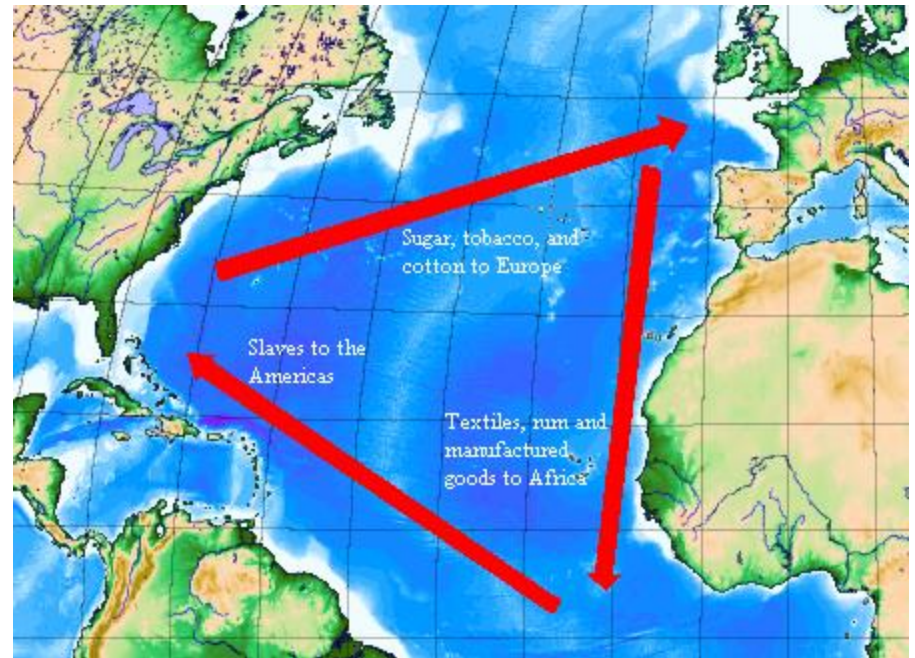 Sugar, tobacco, and
cotton to Europe
Slaves to the
Americas
Textiles, rum and
manufactured
goods to Africa